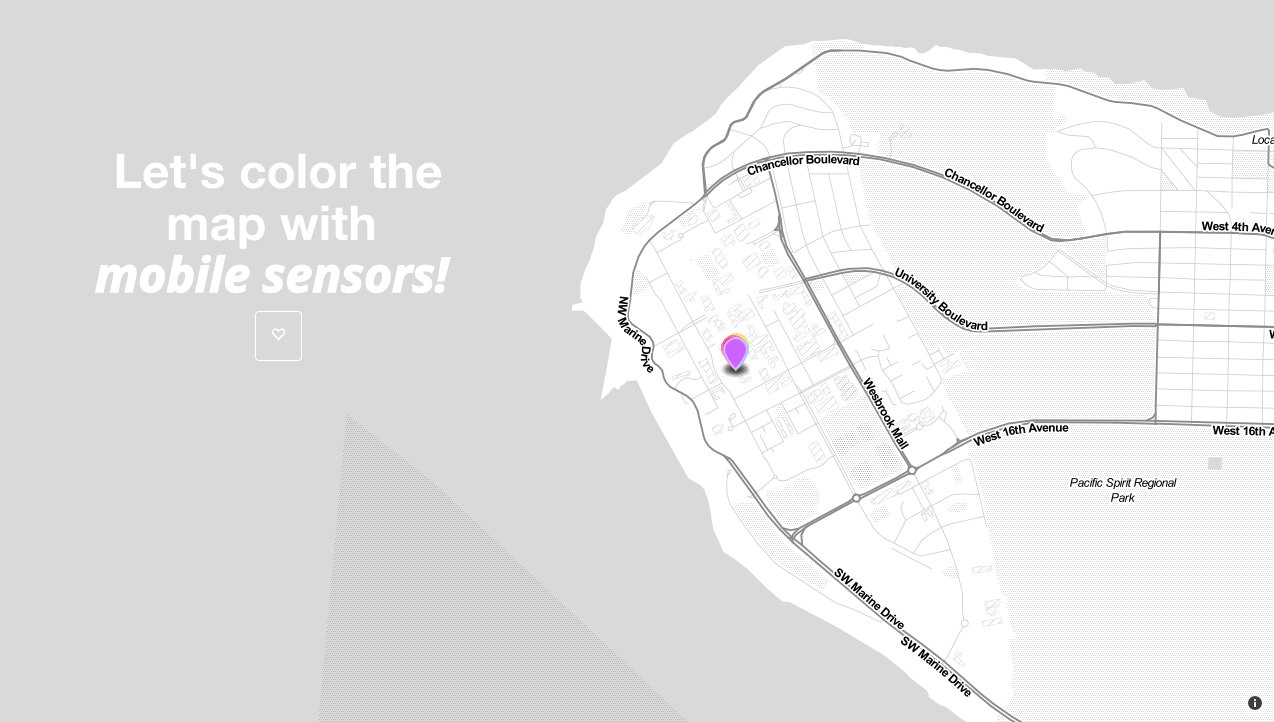 Let's color the
map with
mobile sensors!
Chancellor Boulevard
Chancellor Boulevard
West 4th Aven
University Boulevard
NW Marine Drive
Wesbrook Mall
West 16th Avenue
West 16th A
Pacific Spirit Regional
Park
SW Marine Drive
SW Marine Drive
Loca
W
i